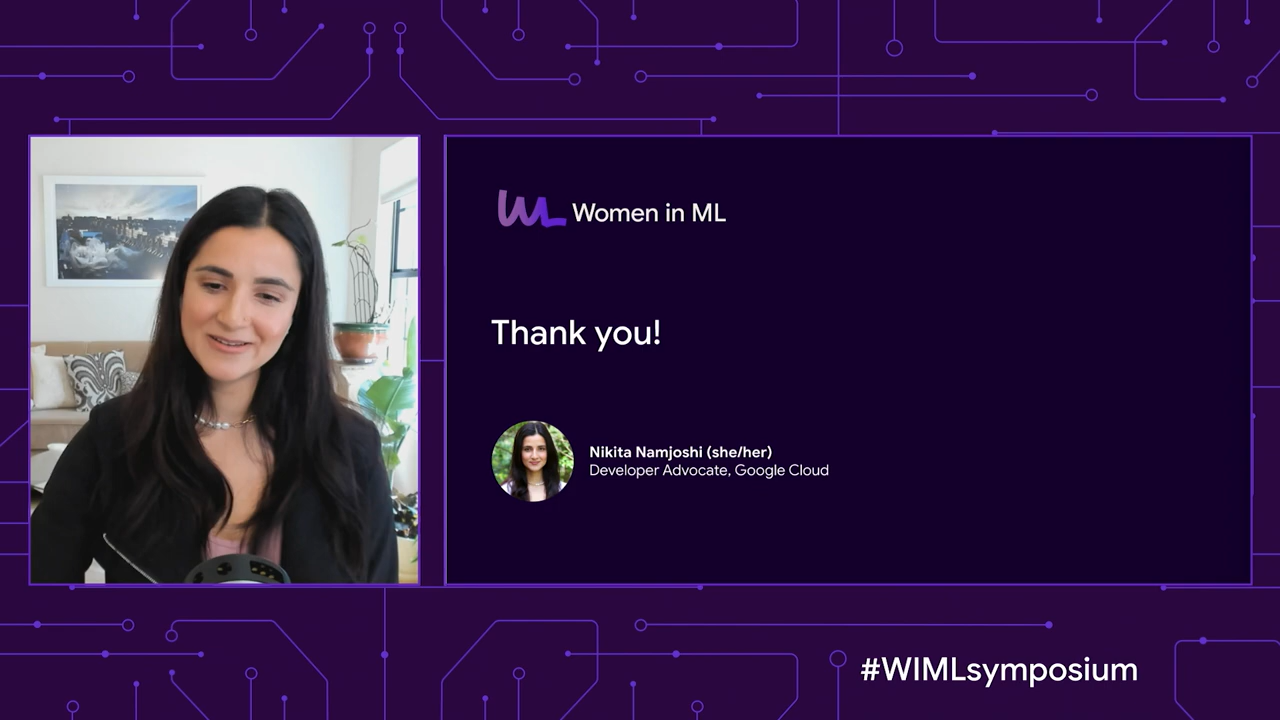 Women in ML
Thank you!
Nikita Namjoshi (she/her)
Developer Advocate, Google Cloud
#WIMLsymposium